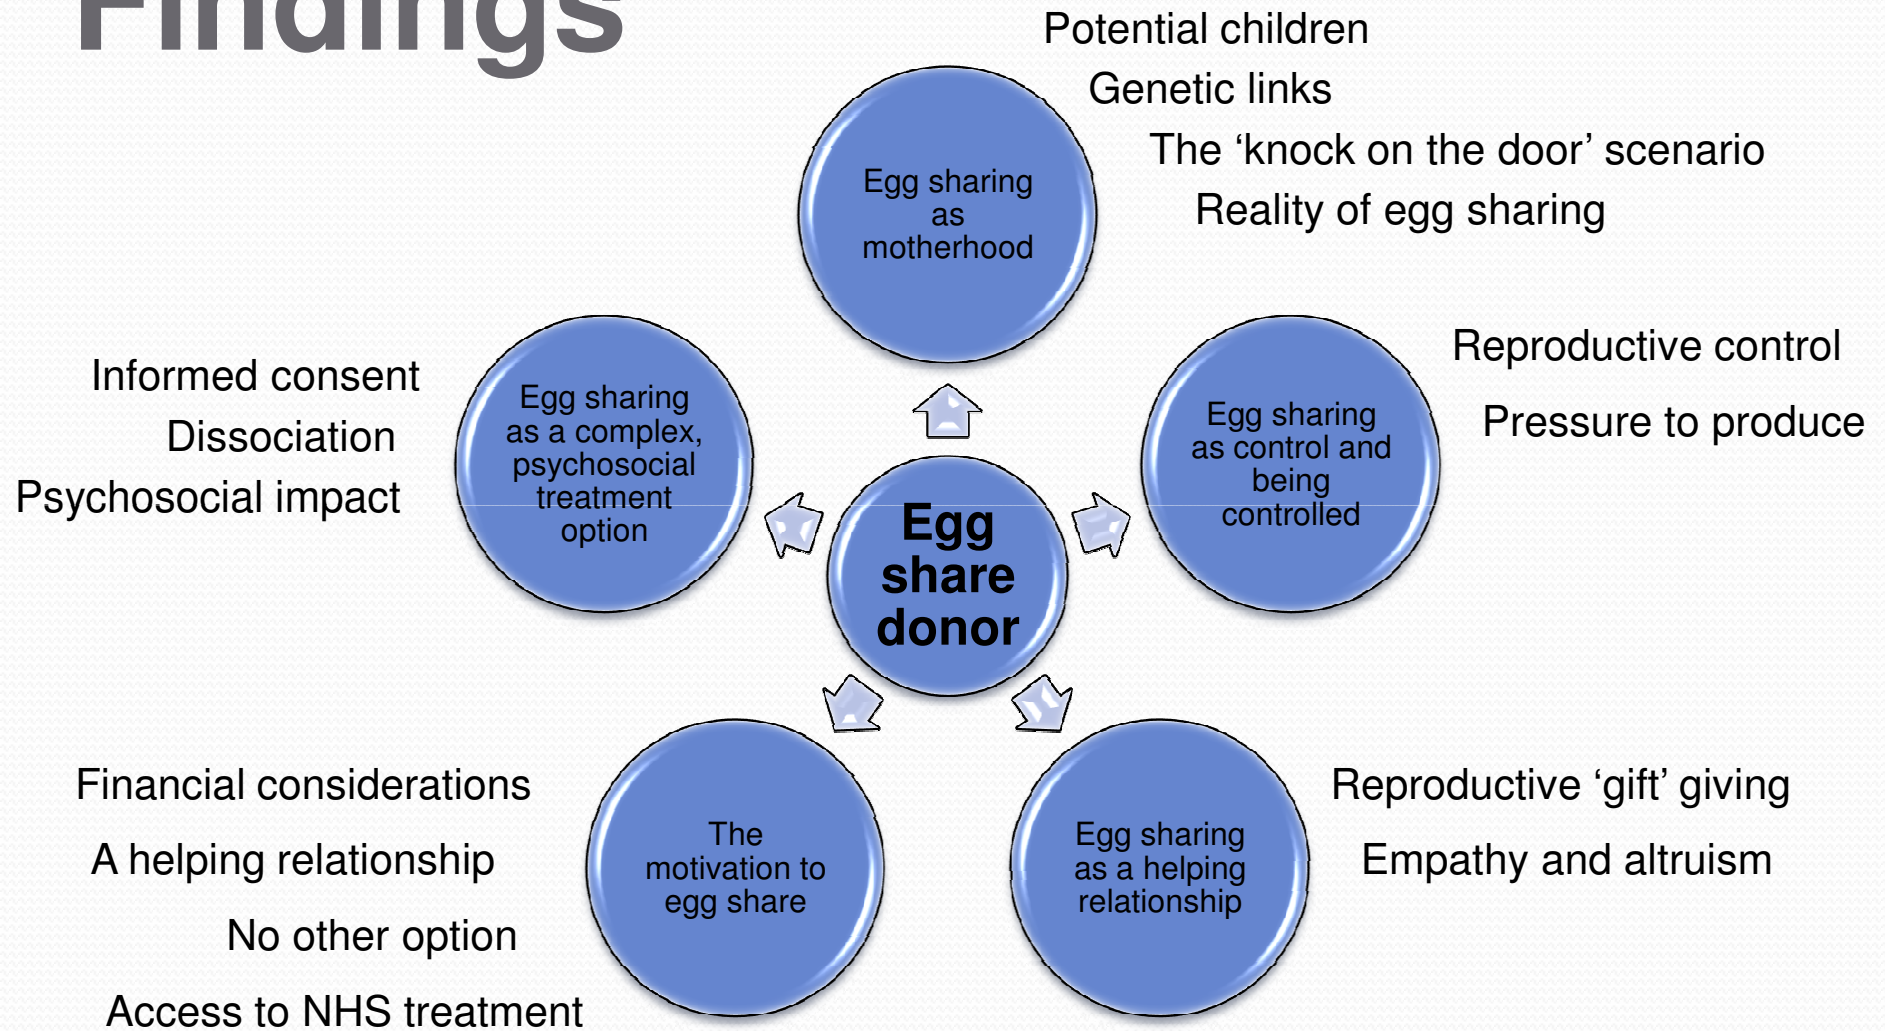 Findings
Potential children
Genetic links
The ‘knock on the door’ scenario
Reality of egg sharing
Egg sharing
as
motherhood
Reproductive control
Pressure to produce
Egg sharing
as control and
being
controlled
Informed consent
Dissociation
Psychosocial impact
Egg sharing
as a complex,
psychosocial
treatment
option
Egg
share
donor
Financial considerations
A helping relationship
No other option
Access to NHS treatment
The
motivation to
egg share
Egg sharing
as a helping
relationship
Reproductive ‘gift’ giving
Empathy and altruism